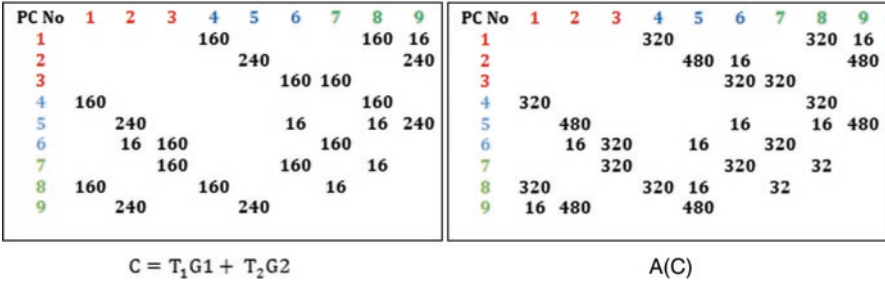 PC No 1 2 3 4 5 6 7 8 9
1 160 160 16
2 240 240
3 160 160
4 160 160
5 240 16 16 240
6 16 160 160
7 160 160 16
8 160 160 16
9 240 240
C = T₁G1 + T₂G2
PC No 1 2 3 4 5 6 7 8 9
1 320 320 16
2 480 16 480
3 320 320
4 320 320
5 480 16 16 480
6 16 320 16 320
7 320 320 32
8 320 320 16 32
9 16 480 480
A(C)